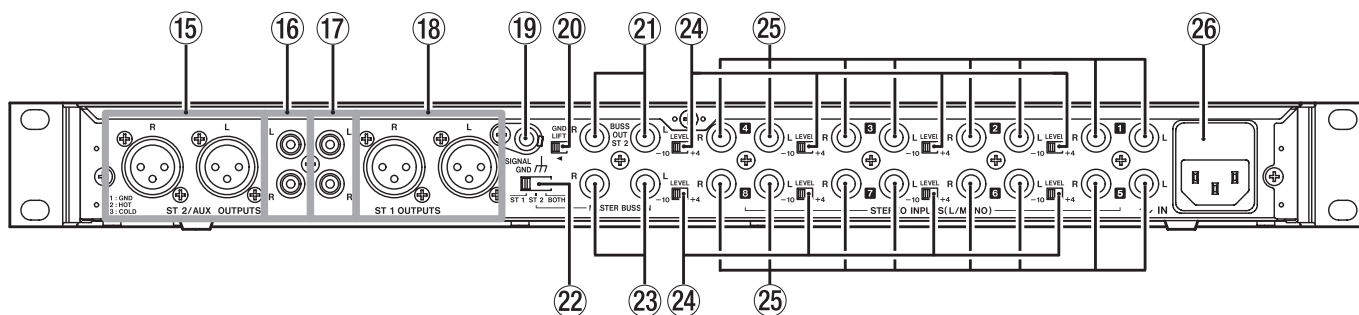 15 16 17 18 19 20 21 24 25 26
R L L L R L
R R
1 : GND
2 : HOT
3 : COLD
ST 2/AUX OUTPUTS
ST 1 OUTPUTS
SIGNAL
GND
GND
LIFT
ST 1 ST 2 BOTH
R BUSS
OUT
ST 2 L
R L
MASTER BUSS IN
LEVEL
-10 +4
R 4 L
LEVEL
-10 +4
R 3 L
LEVEL
-10 +4
R 2 L
LEVEL
-10 +4
R 1 L
LEVEL
-10 +4
R 8 L
LEVEL
-10 +4
R 7 L
LEVEL
-10 +4
R 6 L
LEVEL
-10 +4
R 5 L
STEREO INPUTS(L/MONO)
~ IN
22 23 24 25